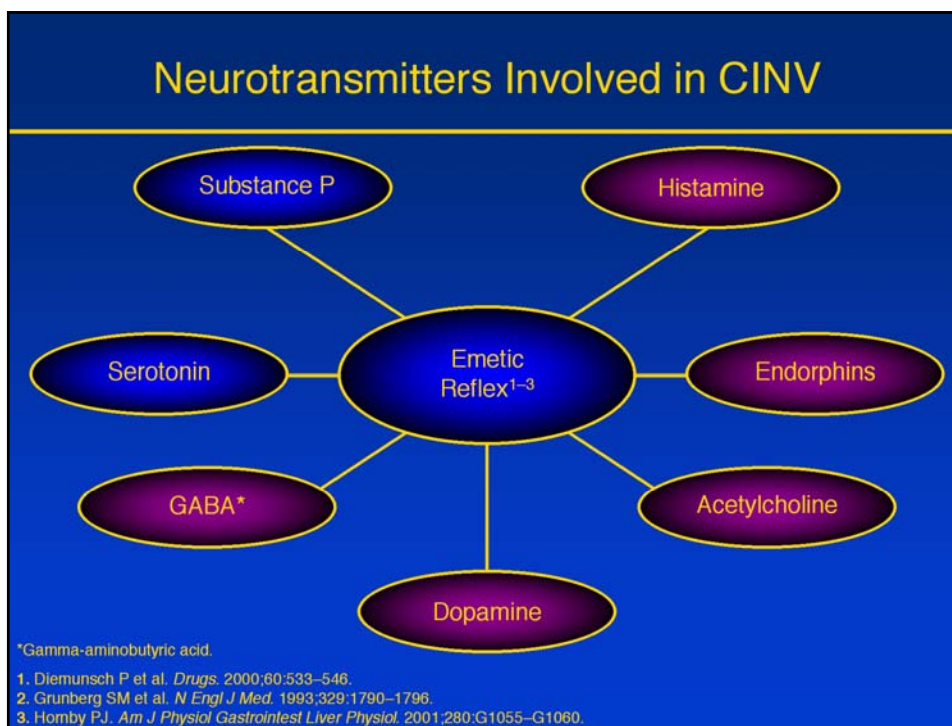 Neurotransmitters Involved in CINV
Substance P
Histamine
Serotonin
Emetic
Reflex¹⁻³
Endorphins
GABA*
Acetylcholine
Dopamine
*Gamma-aminobutyric acid.
1. Diemunsch P et al. Drugs. 2000;60:533–546.
2. Grunberg SM et al. N Engl J Med. 1993;329:1790–1796.
3. Hornby PJ. Am J Physiol Gastrointest Liver Physiol. 2001;280:G1055–G1060.